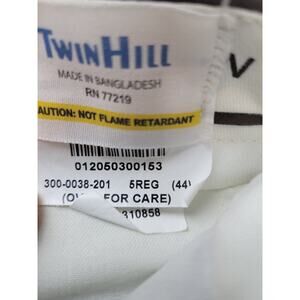 TWINHILL
MADE IN BANGLADESH
RN 77219
AUTION: NOT FLAME RETARDANT
012050300153
300-0038-201 5REG (44)
FOR CARE)
310858
V